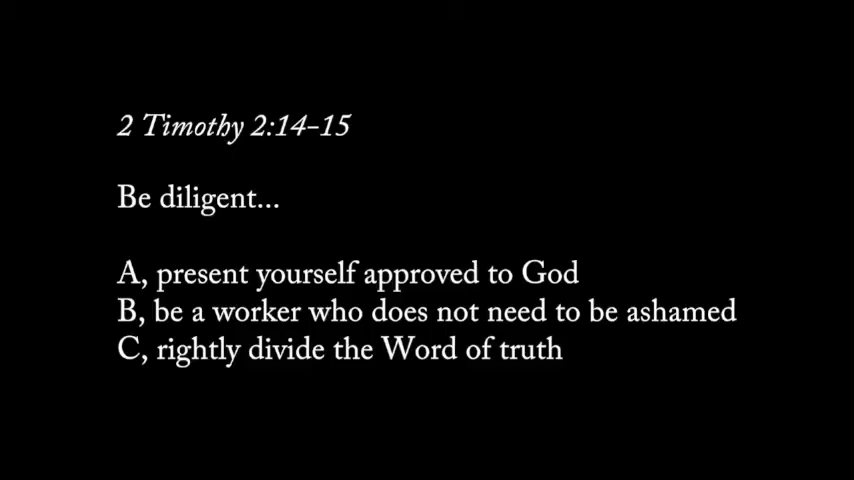 2 Timothy 2:14-15
Be diligent...
A, present yourself approved to God
B, be a worker who does not need to be ashamed
C, rightly divide the Word of truth